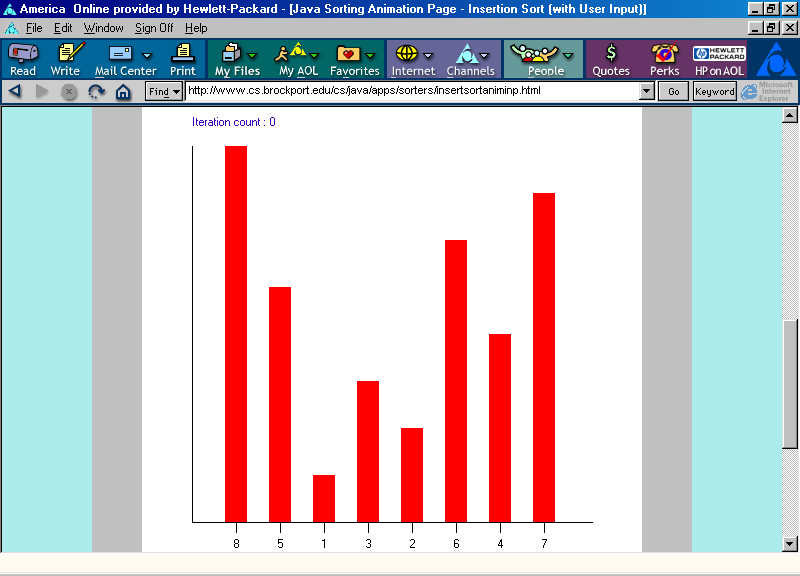 America  Online provided by Hewlett-Packard - [Java Sorting Animation Page - Insertion Sort (with User Input)]
File Edit Window Sign Off Help
Read Write Mail Center Print My Files My AOL Favorites Internet Channels People Quotes Perks HP on AOL
HEWLETT
PACKARD
Find http://wwww.cs.brockport.edu/cs/java/apps/sorters/insertsortaniminp.html Go Keyword
Microsoft
Internet
Explorer
Iteration count : 0
8 5 1 3 2 6 4 7